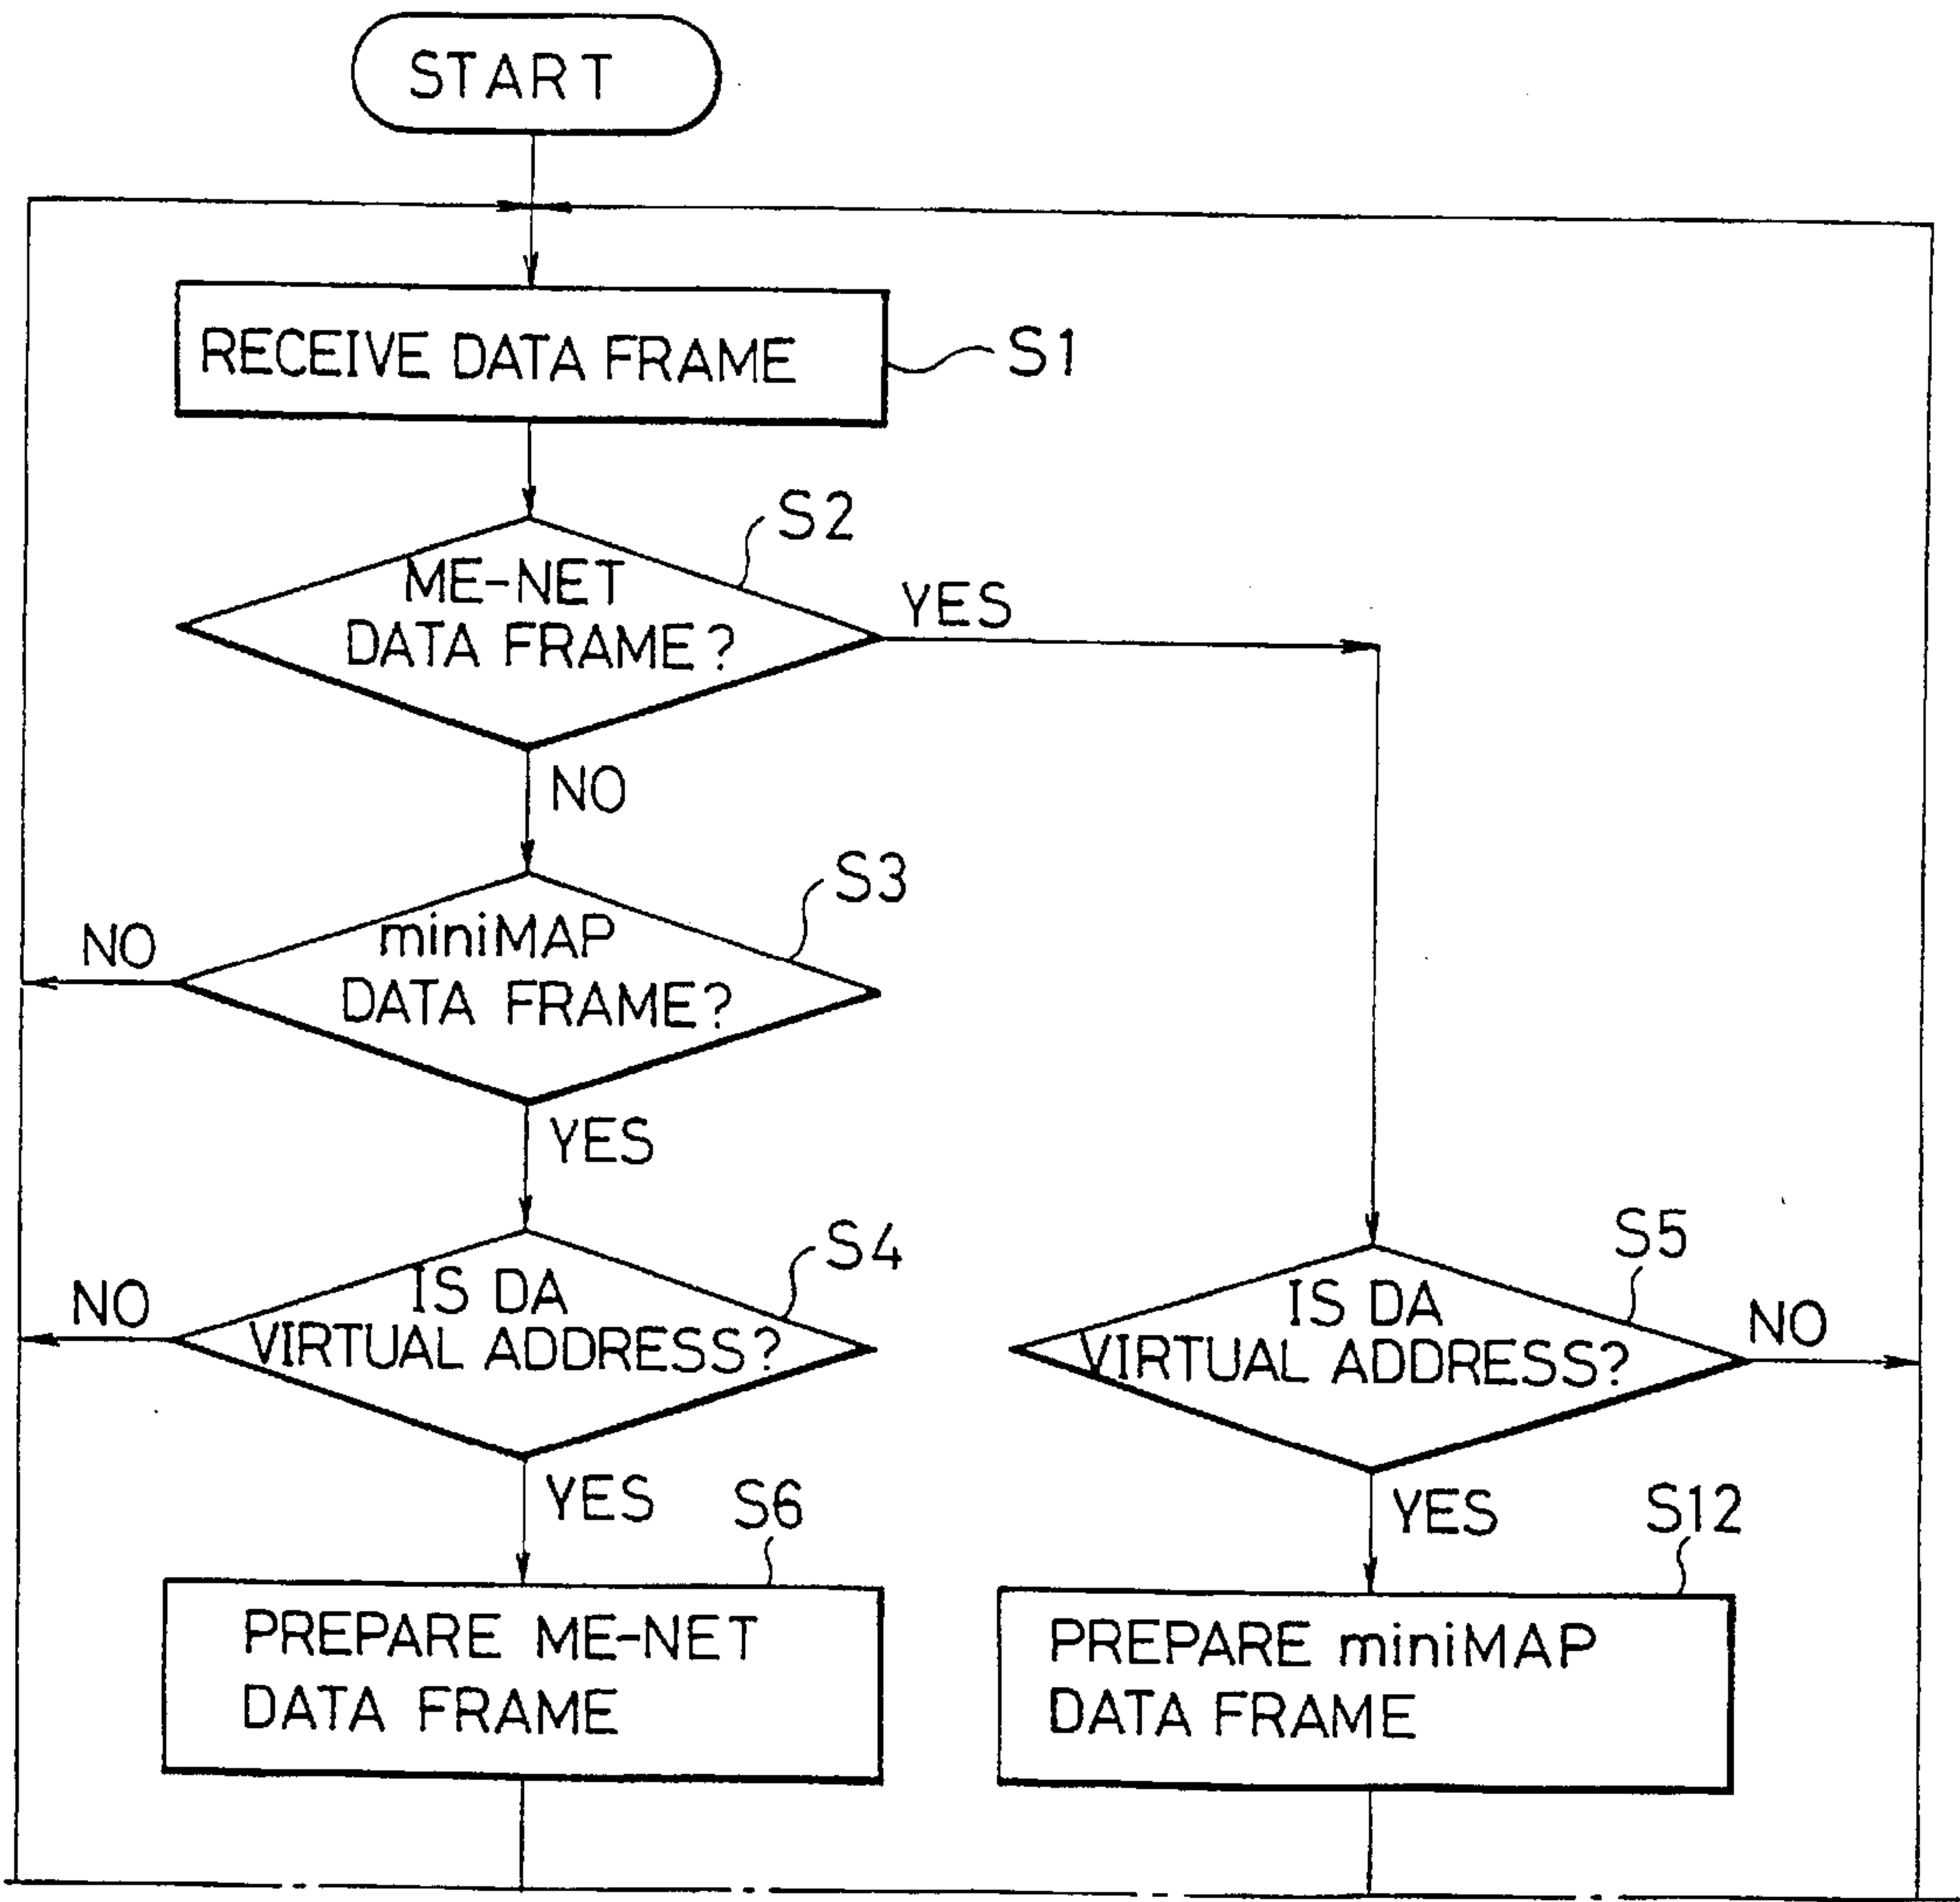 START
RECEIVE DATA FRAME
S1
S2
ME-NET
DATA FRAME?
YES
NO
S3
miniMAP
DATA FRAME?
NO
YES
S4
IS DA
VIRTUAL ADDRESS?
NO
YES
S5
IS DA
VIRTUAL ADDRESS?
NO
YES
S6
PREPARE ME-NET
DATA FRAME
S12
PREPARE miniMAP
DATA FRAME